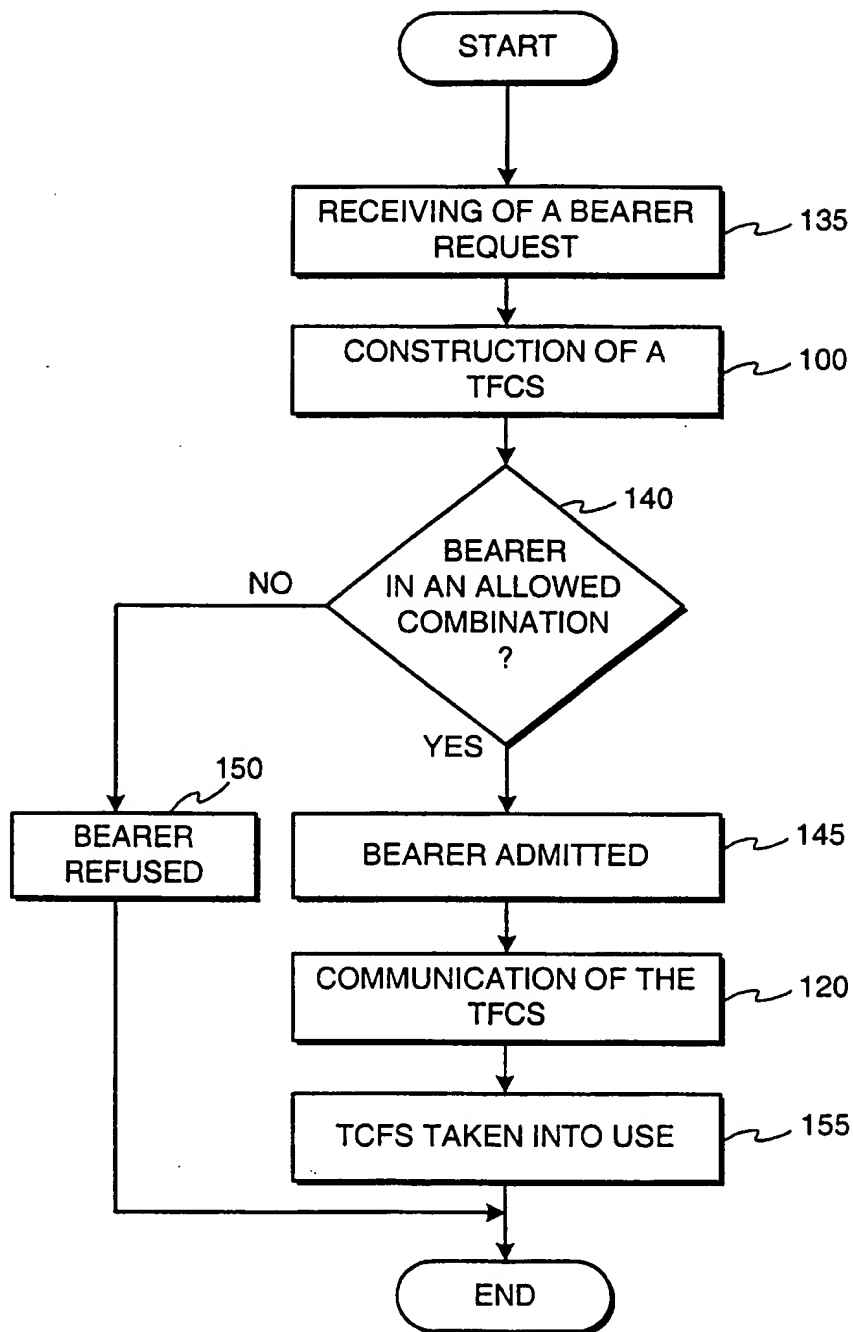 START
RECEIVING OF A BEARER
REQUEST
135
CONSTRUCTION OF A
TFCS
100
140
BEARER
IN AN ALLOWED
COMBINATION
?
NO
YES
150
BEARER
REFUSED
BEARER ADMITTED
145
COMMUNICATION OF THE
TFCS
120
TCFS TAKEN INTO USE
155
END